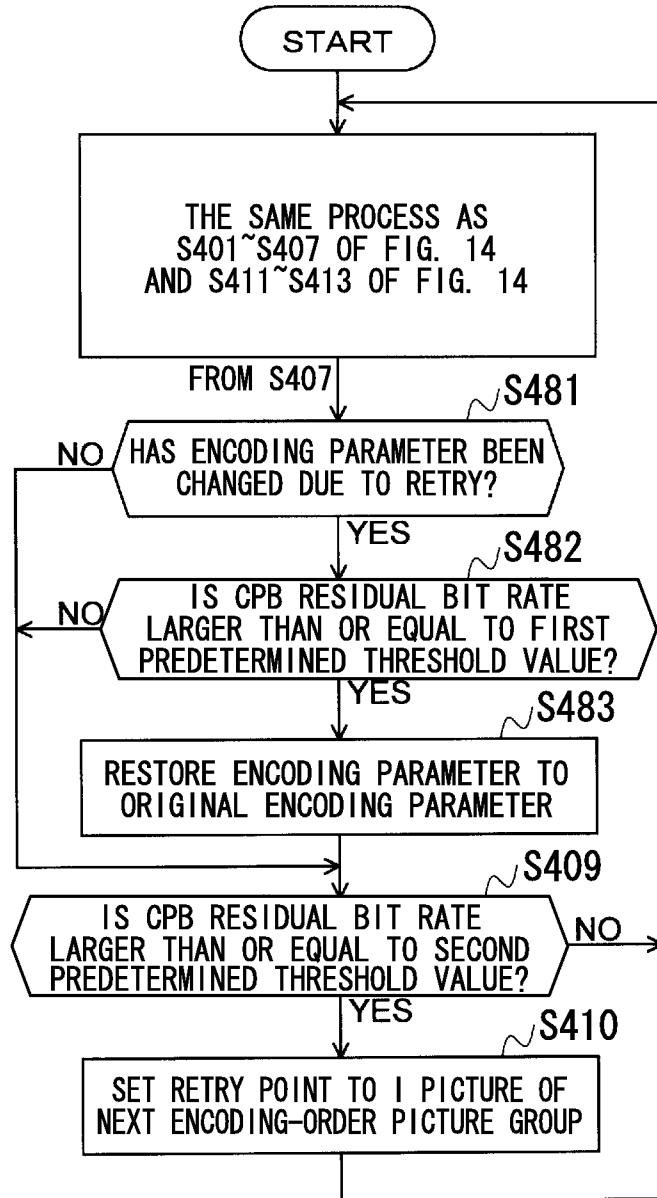 START
THE SAME PROCESS AS
S401~S407 OF FIG. 14
AND S411~S413 OF FIG. 14
FROM S407
S481
NO
HAS ENCODING PARAMETER BEEN
CHANGED DUE TO RETRY?
YES
S482
NO
IS CPB RESIDUAL BIT RATE
LARGER THAN OR EQUAL TO FIRST
PREDETERMINED THRESHOLD VALUE?
YES
S483
RESTORE ENCODING PARAMETER TO
ORIGINAL ENCODING PARAMETER
S409
IS CPB RESIDUAL BIT RATE
LARGER THAN OR EQUAL TO SECOND
PREDETERMINED THRESHOLD VALUE?
NO
YES
S410
SET RETRY POINT TO I PICTURE OF
NEXT ENCODING-ORDER PICTURE GROUP